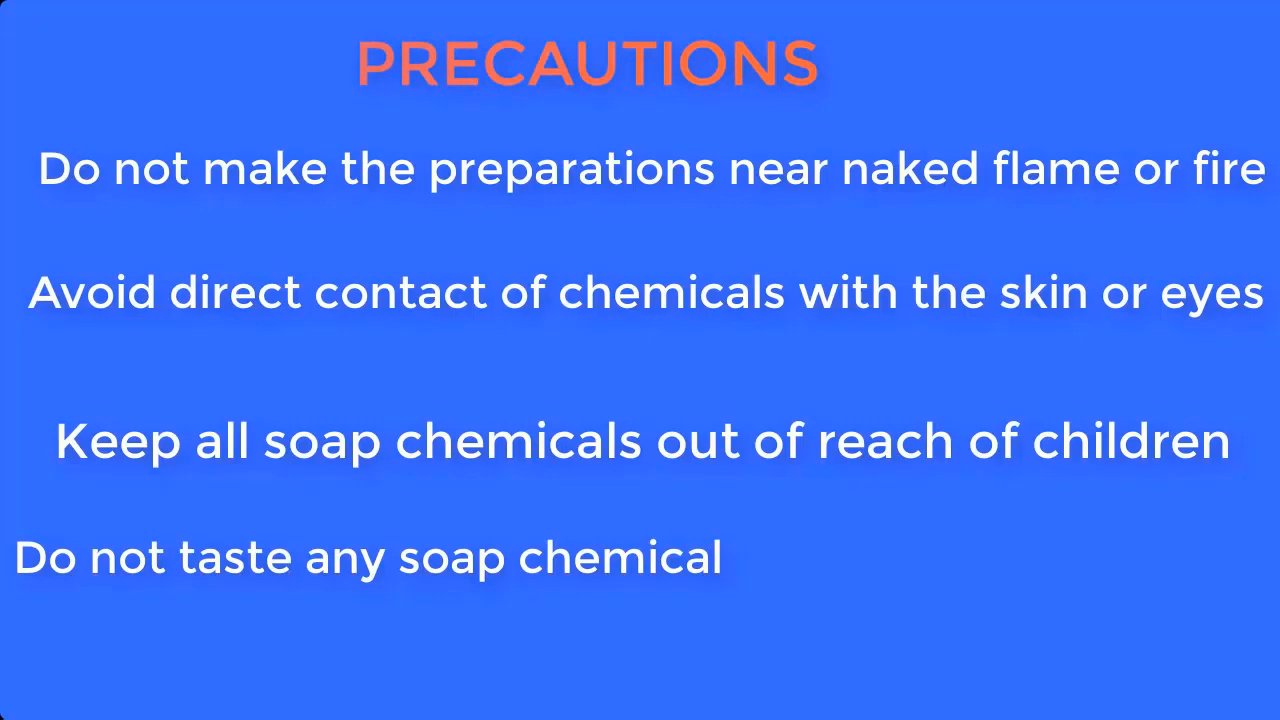 PRECAUTIONS
Do not make the preparations near naked flame or fire
Avoid direct contact of chemicals with the skin or eyes
Keep all soap chemicals out of reach of children
Do not taste any soap chemical